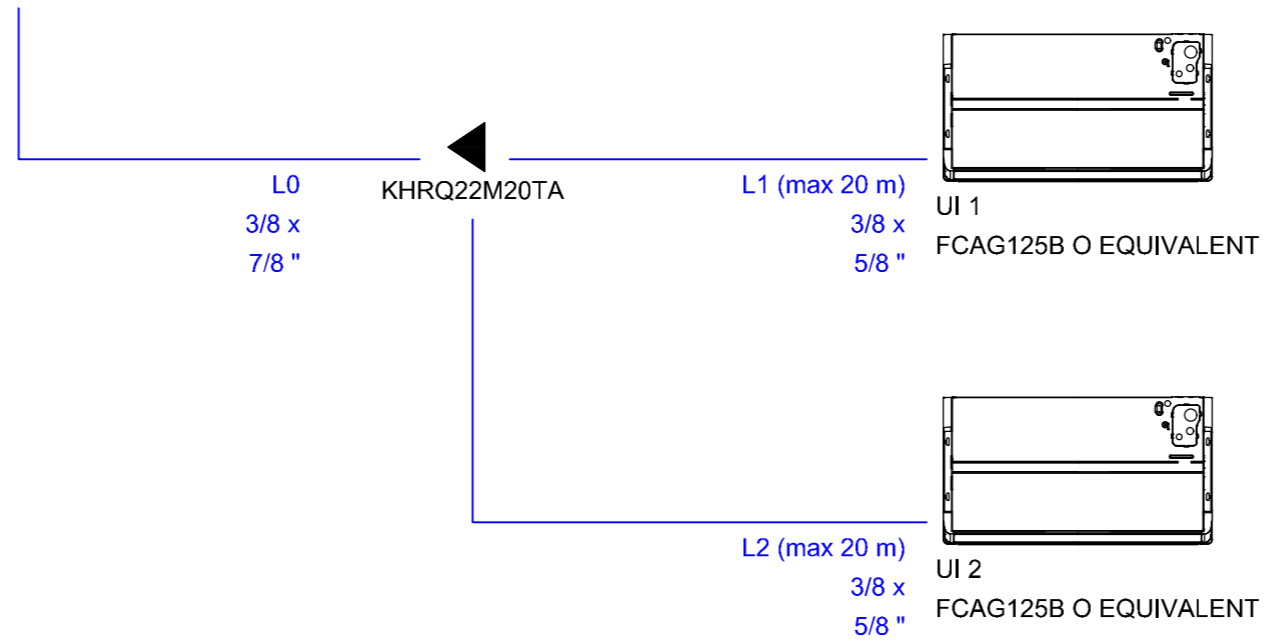 L0
3/8 x
7/8 "
KHRQ22M20TA
L1 (max 20 m)
3/8 x
5/8 "
UI 1
FCAG125B O EQUIVALENT
L2 (max 20 m)
3/8 x
5/8 "
UI 2
FCAG125B O EQUIVALENT